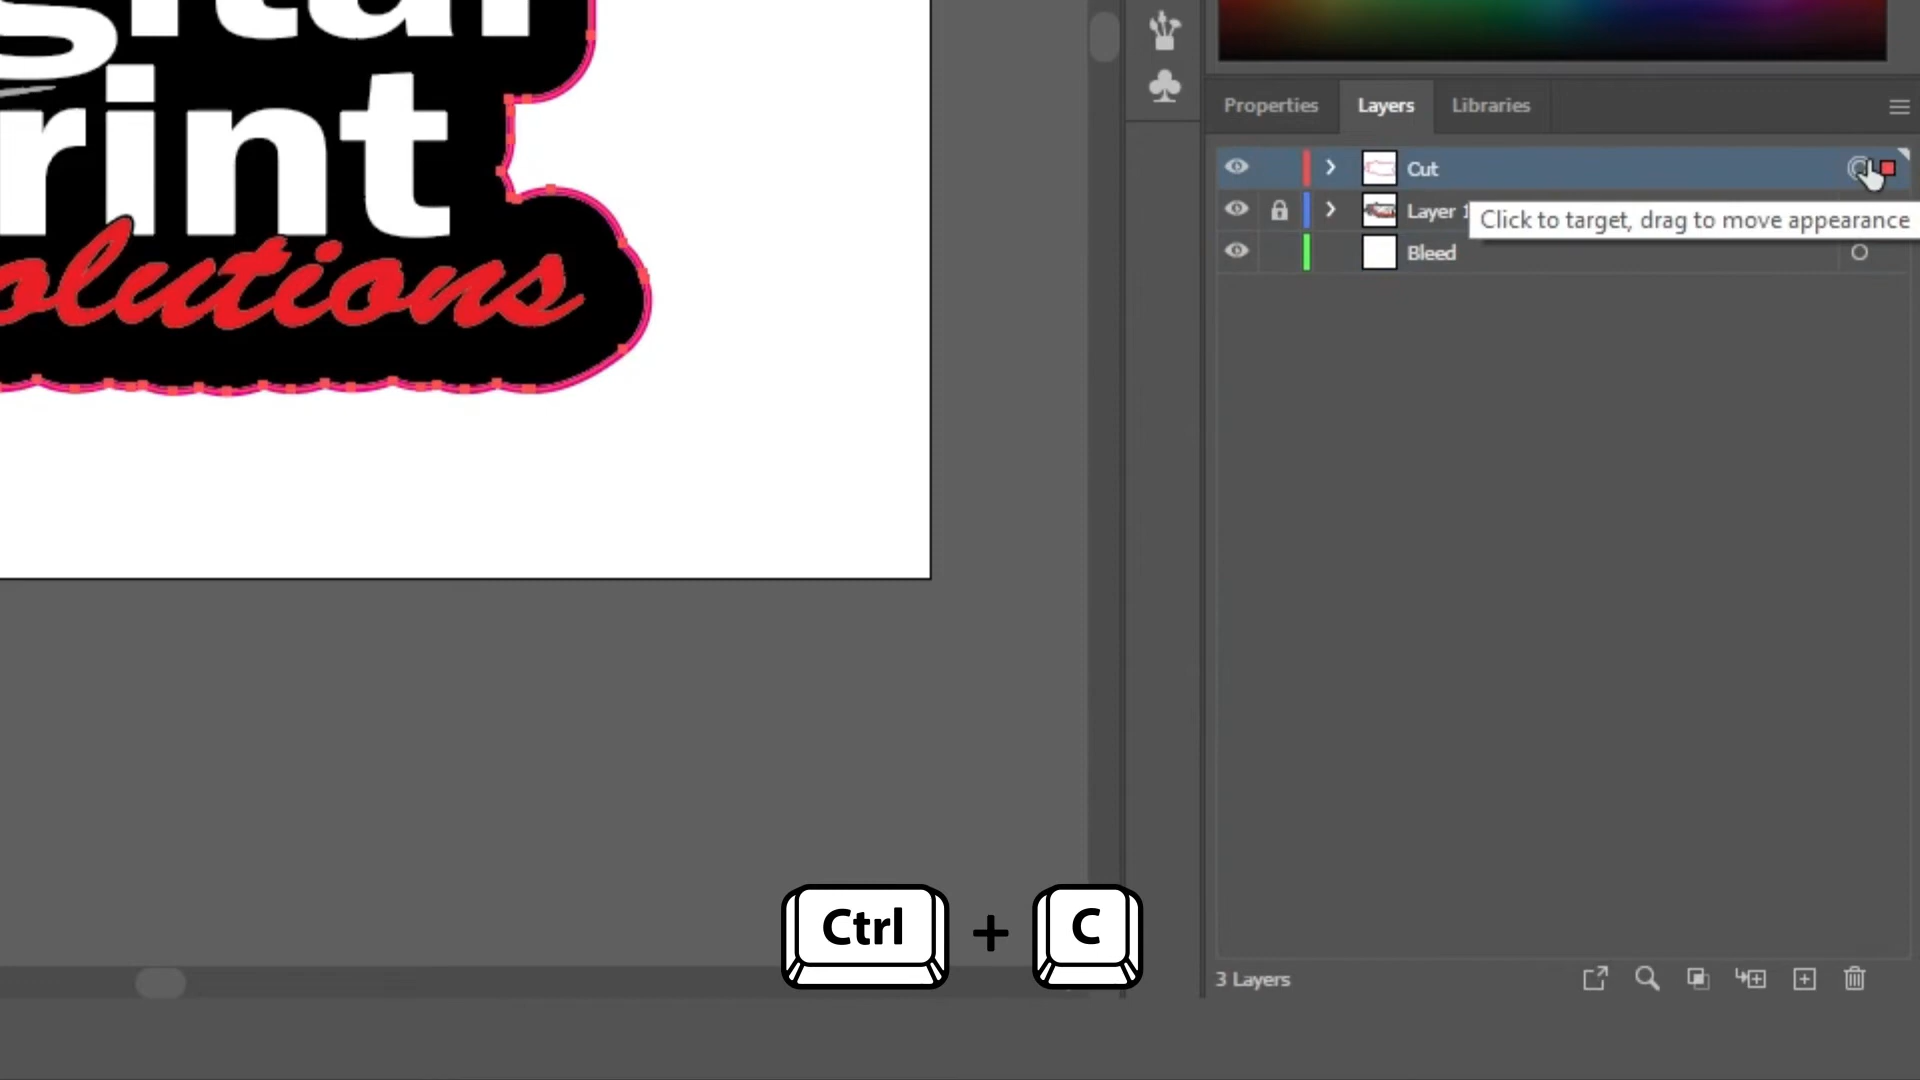 gital
rint
olutions
Properties
Layers
Libraries
Cut
Layer 1
Click to target, drag to move appearance
Bleed
Ctrl + C
3 Layers